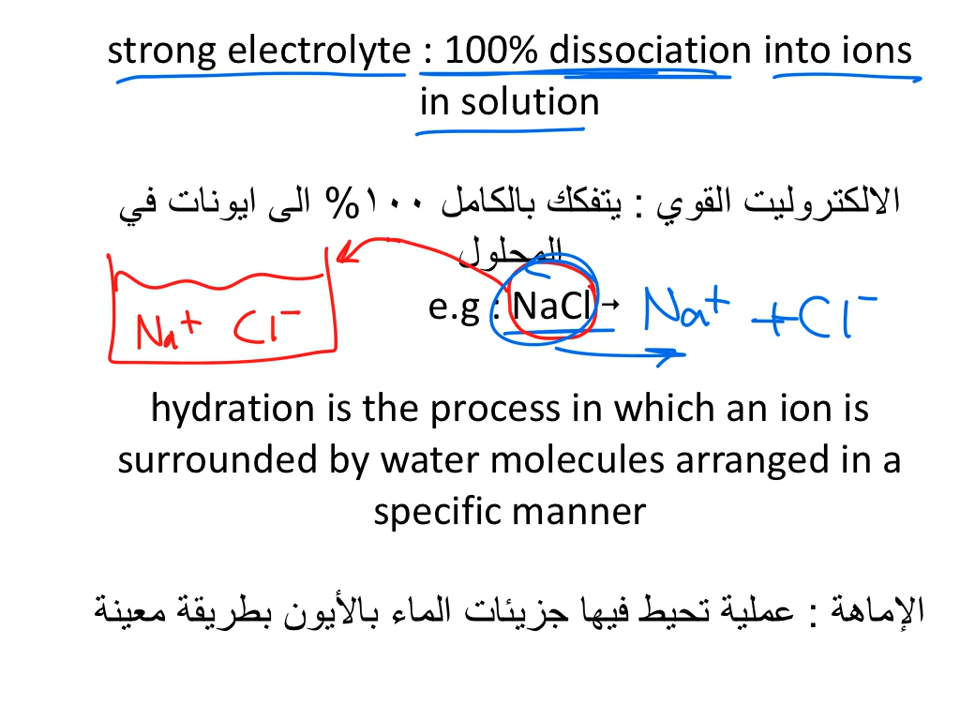 strong electrolyte : 100% dissociation into ions
in solution
الالكتروليت القوي : يتفكك بالكامل ١٠٠% الى ايونات في
المحلول
e.g : NaCl → Na⁺ + Cl⁻
Na⁺ Cl⁻
hydration is the process in which an ion is
surrounded by water molecules arranged in a
specific manner
الإماهة : عملية تحيط فيها جزيئات الماء بالأيون بطريقة معينة